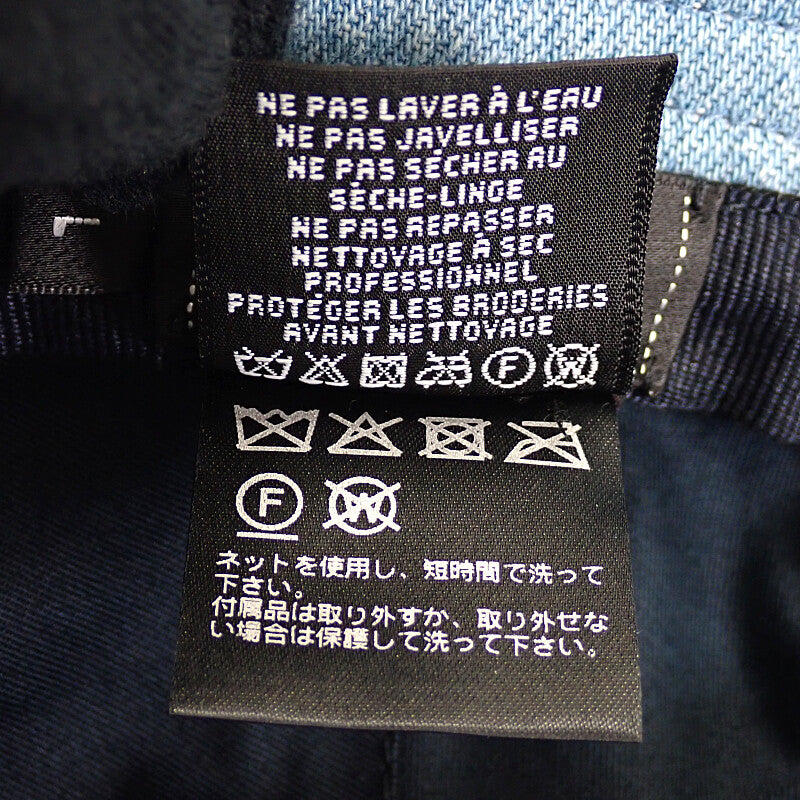 NE PAS LAVER À L'EAU
NE PAS JAVELLISER
NE PAS SÉCHER AU
SÈCHE-LINGE
NE PAS REPASSER
NETTOYAGE À SEC
PROFESSIONNEL
PROTÉGER LES BRODERIES
AVANT NETTOYAGE
F W
F W
ネットを使用し、短時間で洗って
下さい。
付属品は取り外すか、取り外せな
い場合は保護して洗って下さい。